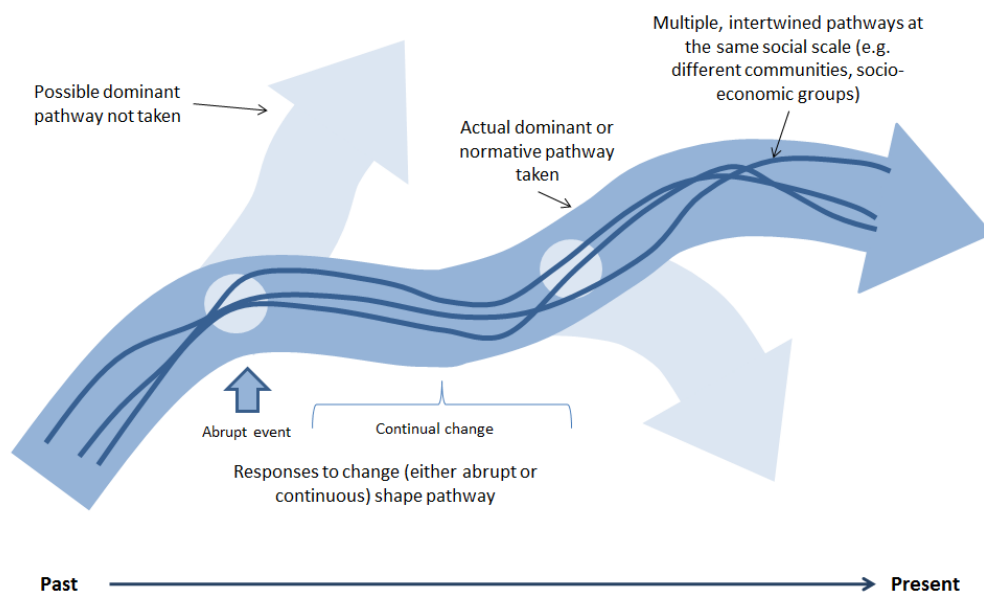 Multiple, intertwined pathways at
the same social scale (e.g.
different communities, socio-
economic groups)
Possible dominant
pathway not taken
Actual dominant or
normative pathway
taken
Abrupt event
Continual change
Responses to change (either abrupt or
continuous) shape pathway
Past
Present